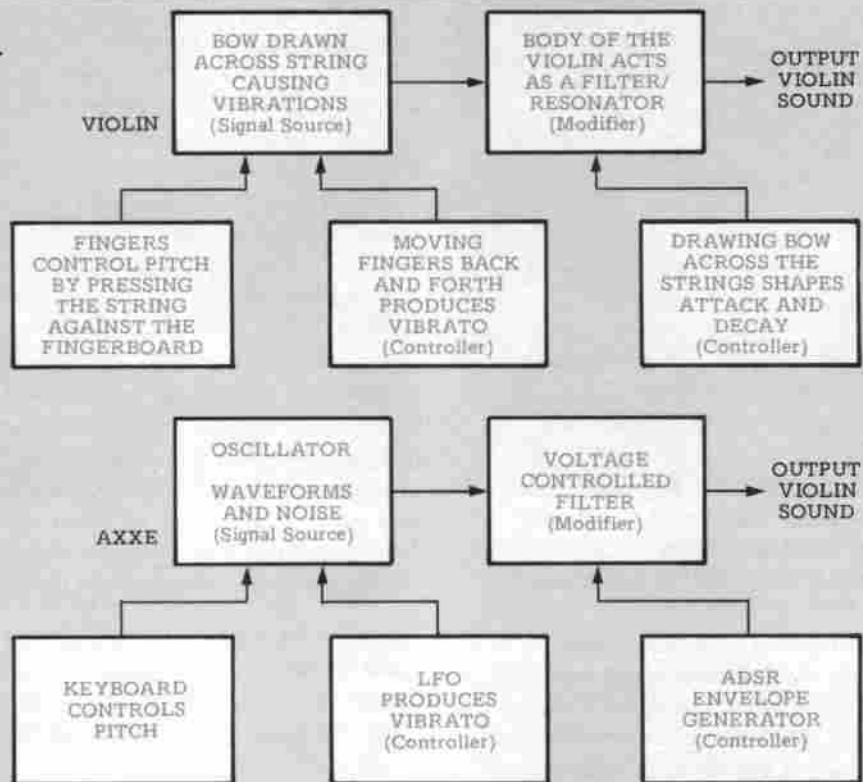 BOW DRAWN
ACROSS STRING
CAUSING
VIBRATIONS
(Signal Source)
BODY OF THE
VIOLIN ACTS
AS A FILTER/
RESONATOR
(Modifier)
OUTPUT
VIOLIN
SOUND
VIOLIN
FINGERS
CONTROL PITCH
BY PRESSING
THE STRING
AGAINST THE
FINGERBOARD
MOVING
FINGERS BACK
AND FORTH
PRODUCES
VIBRATO
(Controller)
DRAWING BOW
ACROSS THE
STRINGS SHAPES
ATTACK AND
DECAY
(Controller)
OSCILLATOR
WAVEFORMS
AND NOISE
(Signal Source)
VOLTAGE
CONTROLLED
FILTER
(Modifier)
OUTPUT
VIOLIN
SOUND
AXXE
KEYBOARD
CONTROLS
PITCH
LFO
PRODUCES
VIBRATO
(Controller)
ADSR
ENVELOPE
GENERATOR
(Controller)